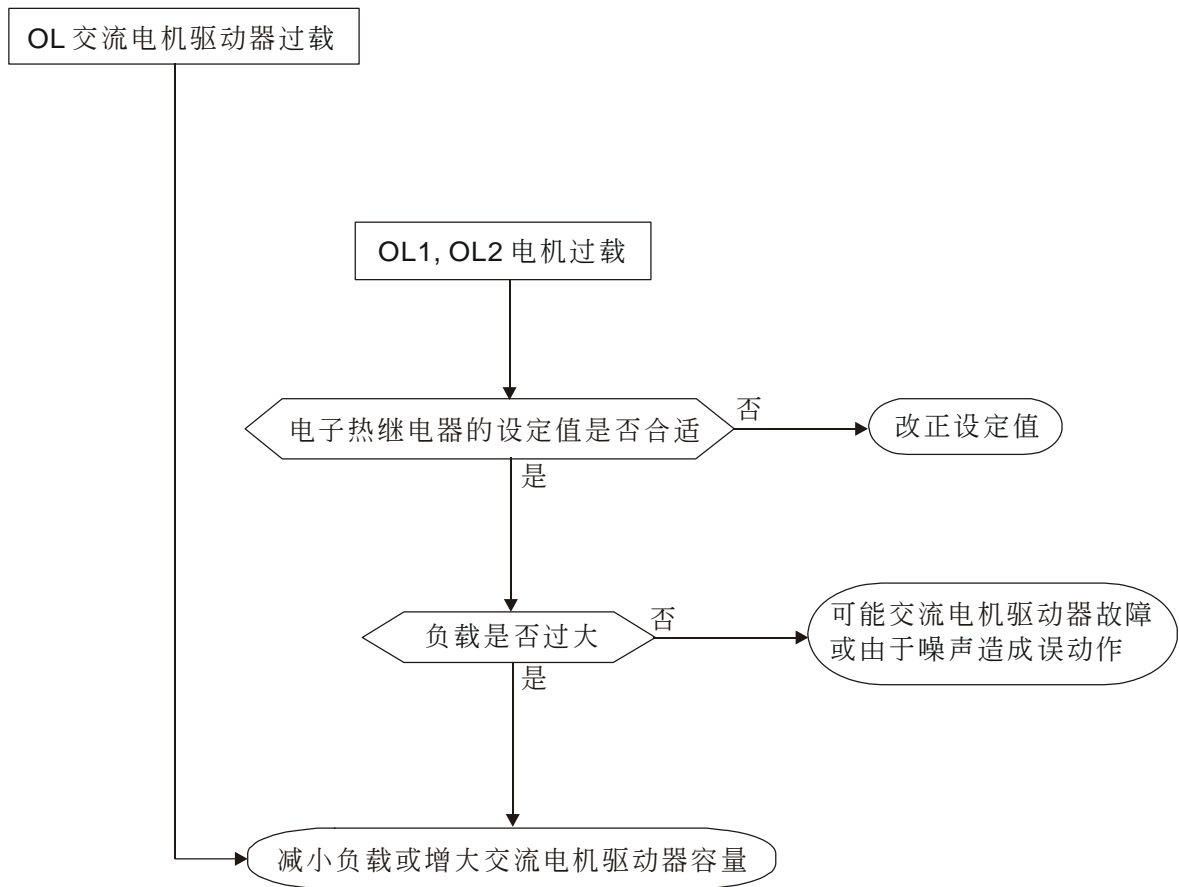 OL 交流电机驱动器过载
OL1, OL2 电机过载
电子热继电器的设定值是否合适
否
改正设定值
是
负载是否过大
否
可能交流电机驱动器故障
或由于噪声造成误动作
是
减小负载或增大交流电机驱动器容量